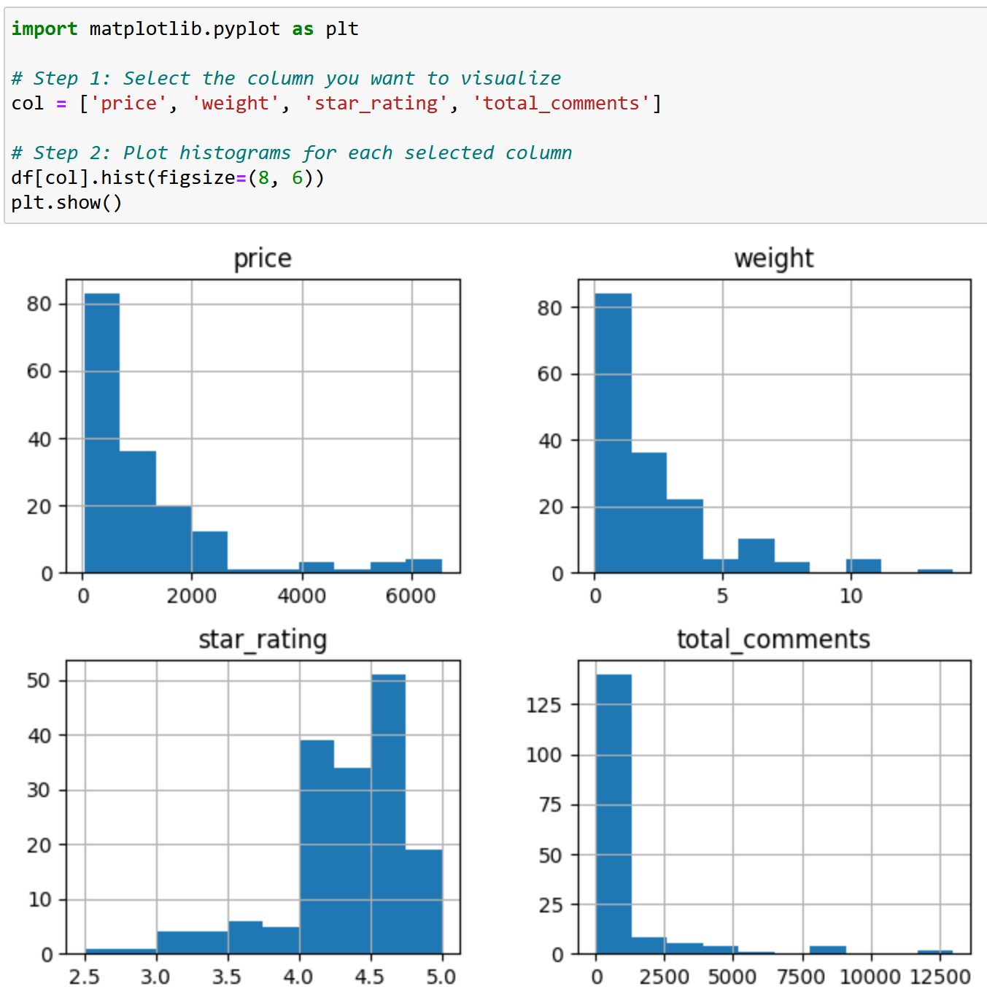 import matplotlib.pyplot as plt
# Step 1: Select the column you want to visualize
col = ['price', 'weight', 'star_rating', 'total_comments']
# Step 2: Plot histograms for each selected column
df[col].hist(figsize=(8, 6))
plt.show()
price
80
60
40
20
0
0 2000 4000 6000
weight
80
60
40
20
0
0 5 10
star_rating
50
40
30
20
10
0
2.5 3.0 3.5 4.0 4.5 5.0
total_comments
125
100
75
50
25
0
0 2500 5000 7500 10000 12500